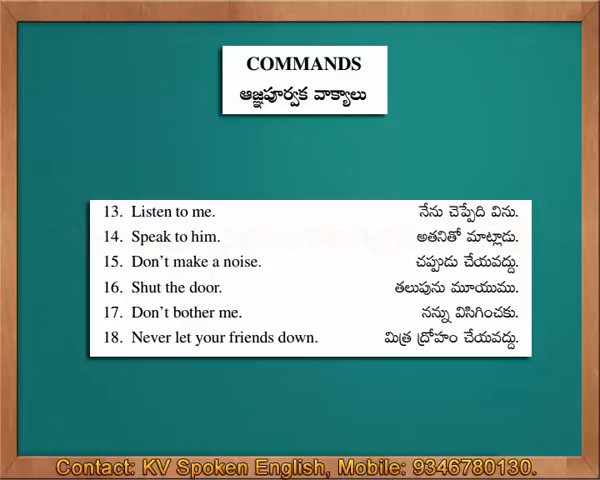 COMMANDS
ఆజ్ఞపూర్వక వాక్యాలు
13. Listen to me. నేను చెప్పేది విను.
14. Speak to him. అతనితో మాట్లాడు.
15. Don't make a noise. చప్పుడు చేయవద్దు.
16. Shut the door. తలుపును మూయుము.
17. Don't bother me. నన్ను విసిగించకు.
18. Never let your friends down. మిత్ర ద్రోహం చేయవద్దు.
Contact: KV Spoken English, Mobile: 9346780130.